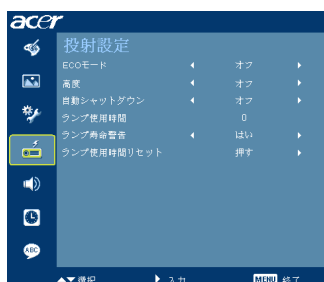 acer
投射設定
ECOモード ◀ オフ ▶
高度 ◀ オフ ▶
自動シャットダウン ◀ オフ ▶
ランプ使用時間 0
ランプ寿命警告 ◀ はい ▶
ランプ使用時間リセット 押す ▶
ABC
▲▼選択 ▶ 入力 MENU 終了